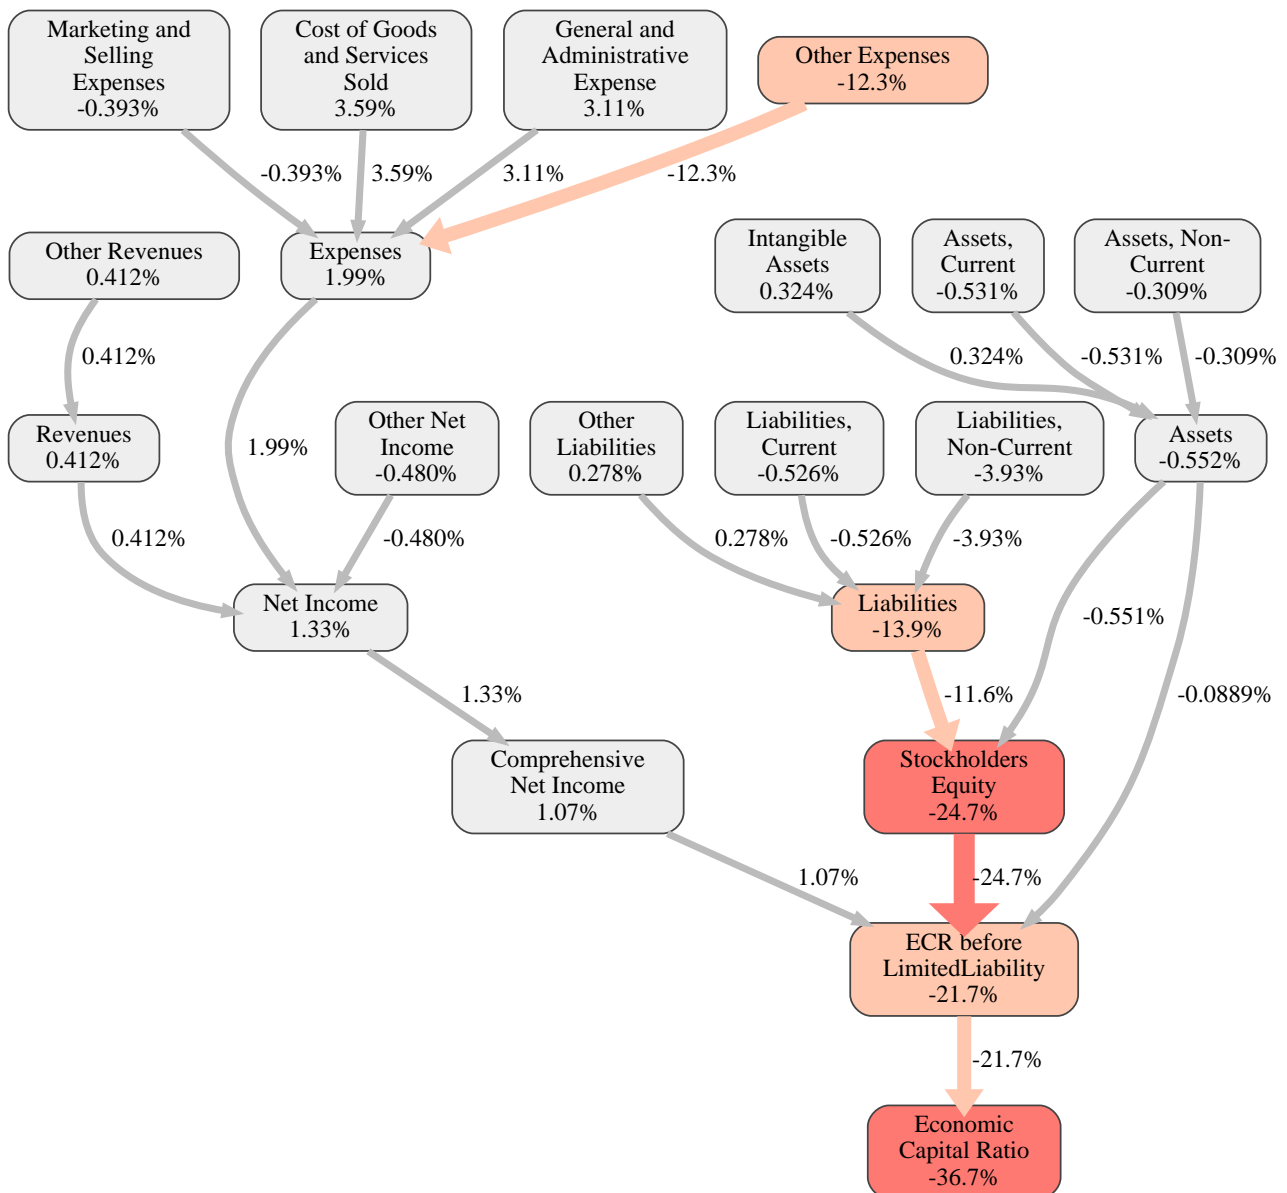 Marketing and
Selling
Expenses
-0.393%
Cost of Goods
and Services
Sold
3.59%
General and
Administrative
Expense
3.11%
Other Expenses
-12.3%
-0.393%
3.59%
3.11%
-12.3%
Other Revenues
0.412%
Expenses
1.99%
Intangible
Assets
0.324%
Assets,
Current
-0.531%
Assets, Non-
Current
-0.309%
0.412%
0.324%
-0.531%
-0.309%
Revenues
0.412%
1.99%
Other Net
Income
-0.480%
Other
Liabilities
0.278%
Liabilities,
Current
-0.526%
Liabilities,
Non-Current
-3.93%
Assets
-0.552%
0.412%
-0.480%
0.278%
-0.526%
-3.93%
Net Income
1.33%
Liabilities
-13.9%
-0.551%
1.33%
-11.6%
-0.0889%
Comprehensive
Net Income
1.07%
Stockholders
Equity
-24.7%
1.07%
-24.7%
ECR before
LimitedLiability
-21.7%
-21.7%
Economic
Capital Ratio
-36.7%